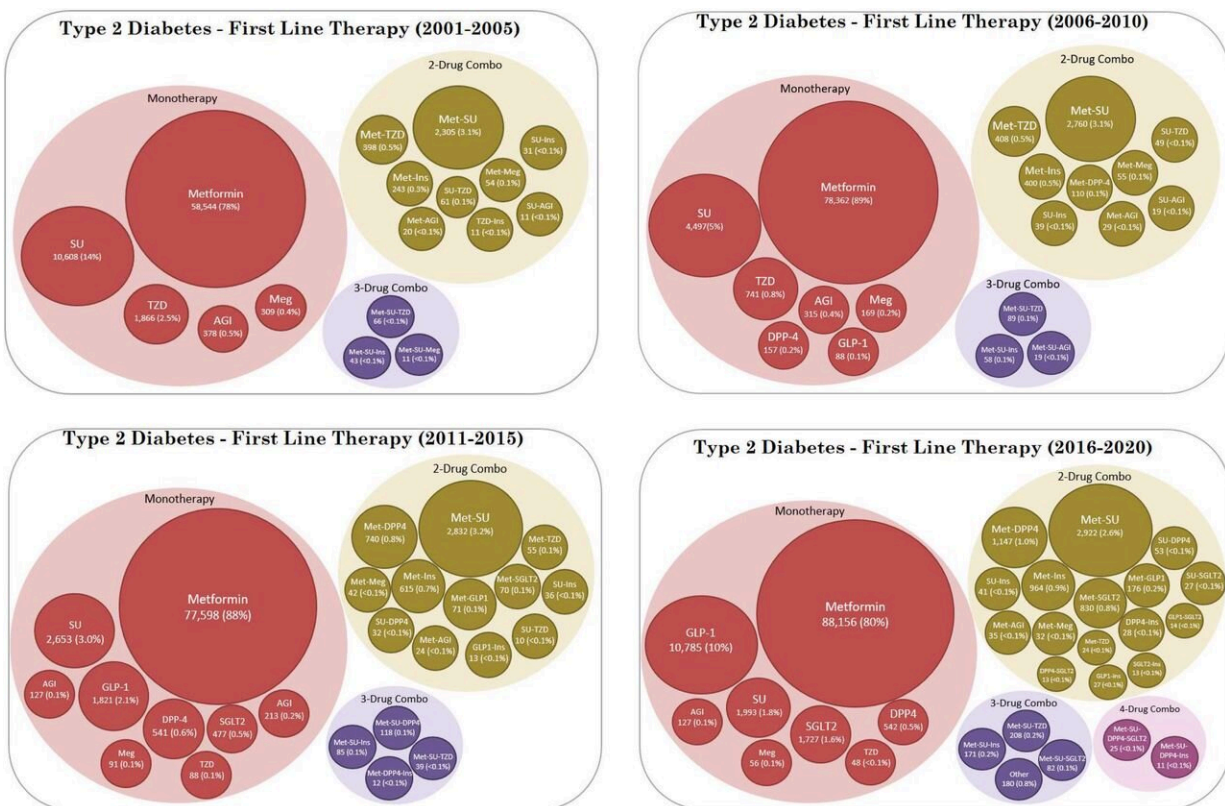 Type 2 Diabetes - First Line Therapy (2001-2005)
2-Drug Combo
Monotherapy
Met-SU
2,305 (3.1%)
Met-TZD
398 (0.5%)
SU-Ins
31 (<0.1%)
Met-Ins
243 (0.3%)
Met-Meg
54 (0.1%)
SU-TZD
61 (0.1%)
Met-AGI
20 (<0.1%)
TZD-Ins
11 (<0.1%)
SU-AGI
11 (<0.1%)
Metformin
58,544 (78%)
SU
10,608 (14%)
TZD
1,866 (2.5%)
AGI
378 (0.5%)
Meg
309 (0.4%)
3-Drug Combo
Met-SU-TZD
66 (<0.1%)
Met-SU-Ins
43 (<0.1%)
Met-SU-Meg
11 (<0.1%)
Type 2 Diabetes - First Line Therapy (2006-2010)
2-Drug Combo
Monotherapy
Met-SU
2,760 (3.1%)
Met-TZD
408 (0.5%)
SU-TZD
49 (<0.1%)
Met-Ins
400 (0.5%)
Met-Meg
55 (0.1%)
Met-DPP-4
110 (0.1%)
SU-AGI
19 (<0.1%)
SU-Ins
39 (<0.1%)
Met-AGI
29 (<0.1%)
Metformin
78,362 (89%)
SU
4,497(5%)
TZD
741 (0.8%)
AGI
315 (0.4%)
Meg
169 (0.2%)
DPP-4
157 (0.2%)
GLP-1
88 (0.1%)
3-Drug Combo
Met-SU-TZD
89 (0.1%)
Met-SU-Ins
58 (0.1%)
Met-SU-AGI
19 (<0.1%)
Type 2 Diabetes - First Line Therapy (2011-2015)
2-Drug Combo
Monotherapy
Met-SU
2,832 (3.2%)
Met-DPP4
740 (0.8%)
Met-TZD
55 (0.1%)
Met-Meg
42 (<0.1%)
Met-Ins
615 (0.7%)
Met-SGLT2
70 (0.1%)
SU-Ins
36 (<0.1%)
Met-GLP1
71 (0.1%)
SU-DPP4
32 (<0.1%)
Met-AGI
24 (<0.1%)
GLP1-Ins
13 (<0.1%)
SU-TZD
10 (<0.1%)
Metformin
77,598 (88%)
SU
2,653 (3.0%)
AGI
127 (0.1%)
GLP-1
1,821 (2.1%)
DPP-4
541 (0.6%)
SGLT2
477 (0.5%)
AGI
213 (0.2%)
Meg
91 (0.1%)
TZD
88 (0.1%)
3-Drug Combo
Met-SU-DPP4
118 (0.1%)
Met-SU-Ins
85 (0.1%)
Met-SU-TZD
39 (<0.1%)
Met-DPP4-Ins
12 (<0.1%)
Type 2 Diabetes - First Line Therapy (2016-2020)
2-Drug Combo
Monotherapy
Met-SU
2,922 (2.6%)
Met-DPP4
1,147 (1.0%)
SU-DPP4
53 (<0.1%)
SU-Ins
41 (<0.1%)
Met-Ins
964 (0.9%)
Met-GLP1
176 (0.2%)
SU-SGLT2
27 (<0.1%)
Met-SGLT2
830 (0.8%)
Met-AGI
35 (<0.1%)
Met-Meg
32 (<0.1%)
DPP4-Ins
28 (<0.1%)
GLP1-SGLT2
14 (<0.1%)
Met-TZD
24 (<0.1%)
DPP4-SGLT2
13 (<0.1%)
GLP1-Ins
27 (<0.1%)
SGLT2-Ins
13 (<0.1%)
Metformin
88,156 (80%)
GLP-1
10,785 (10%)
AGI
127 (0.1%)
SU
1,993 (1.8%)
SGLT2
1,727 (1.6%)
DPP4
542 (0.5%)
Meg
56 (0.1%)
TZD
48 (<0.1%)
3-Drug Combo
Met-SU-TZD
208 (0.2%)
Met-SU-Ins
171 (0.2%)
Met-SU-SGLT2
82 (0.1%)
Other
180 (0.8%)
4-Drug Combo
Met-SU-
DPP4-SGLT2
25 (<0.1%)
Met-SU-
DPP4-Ins
11 (<0.1%)